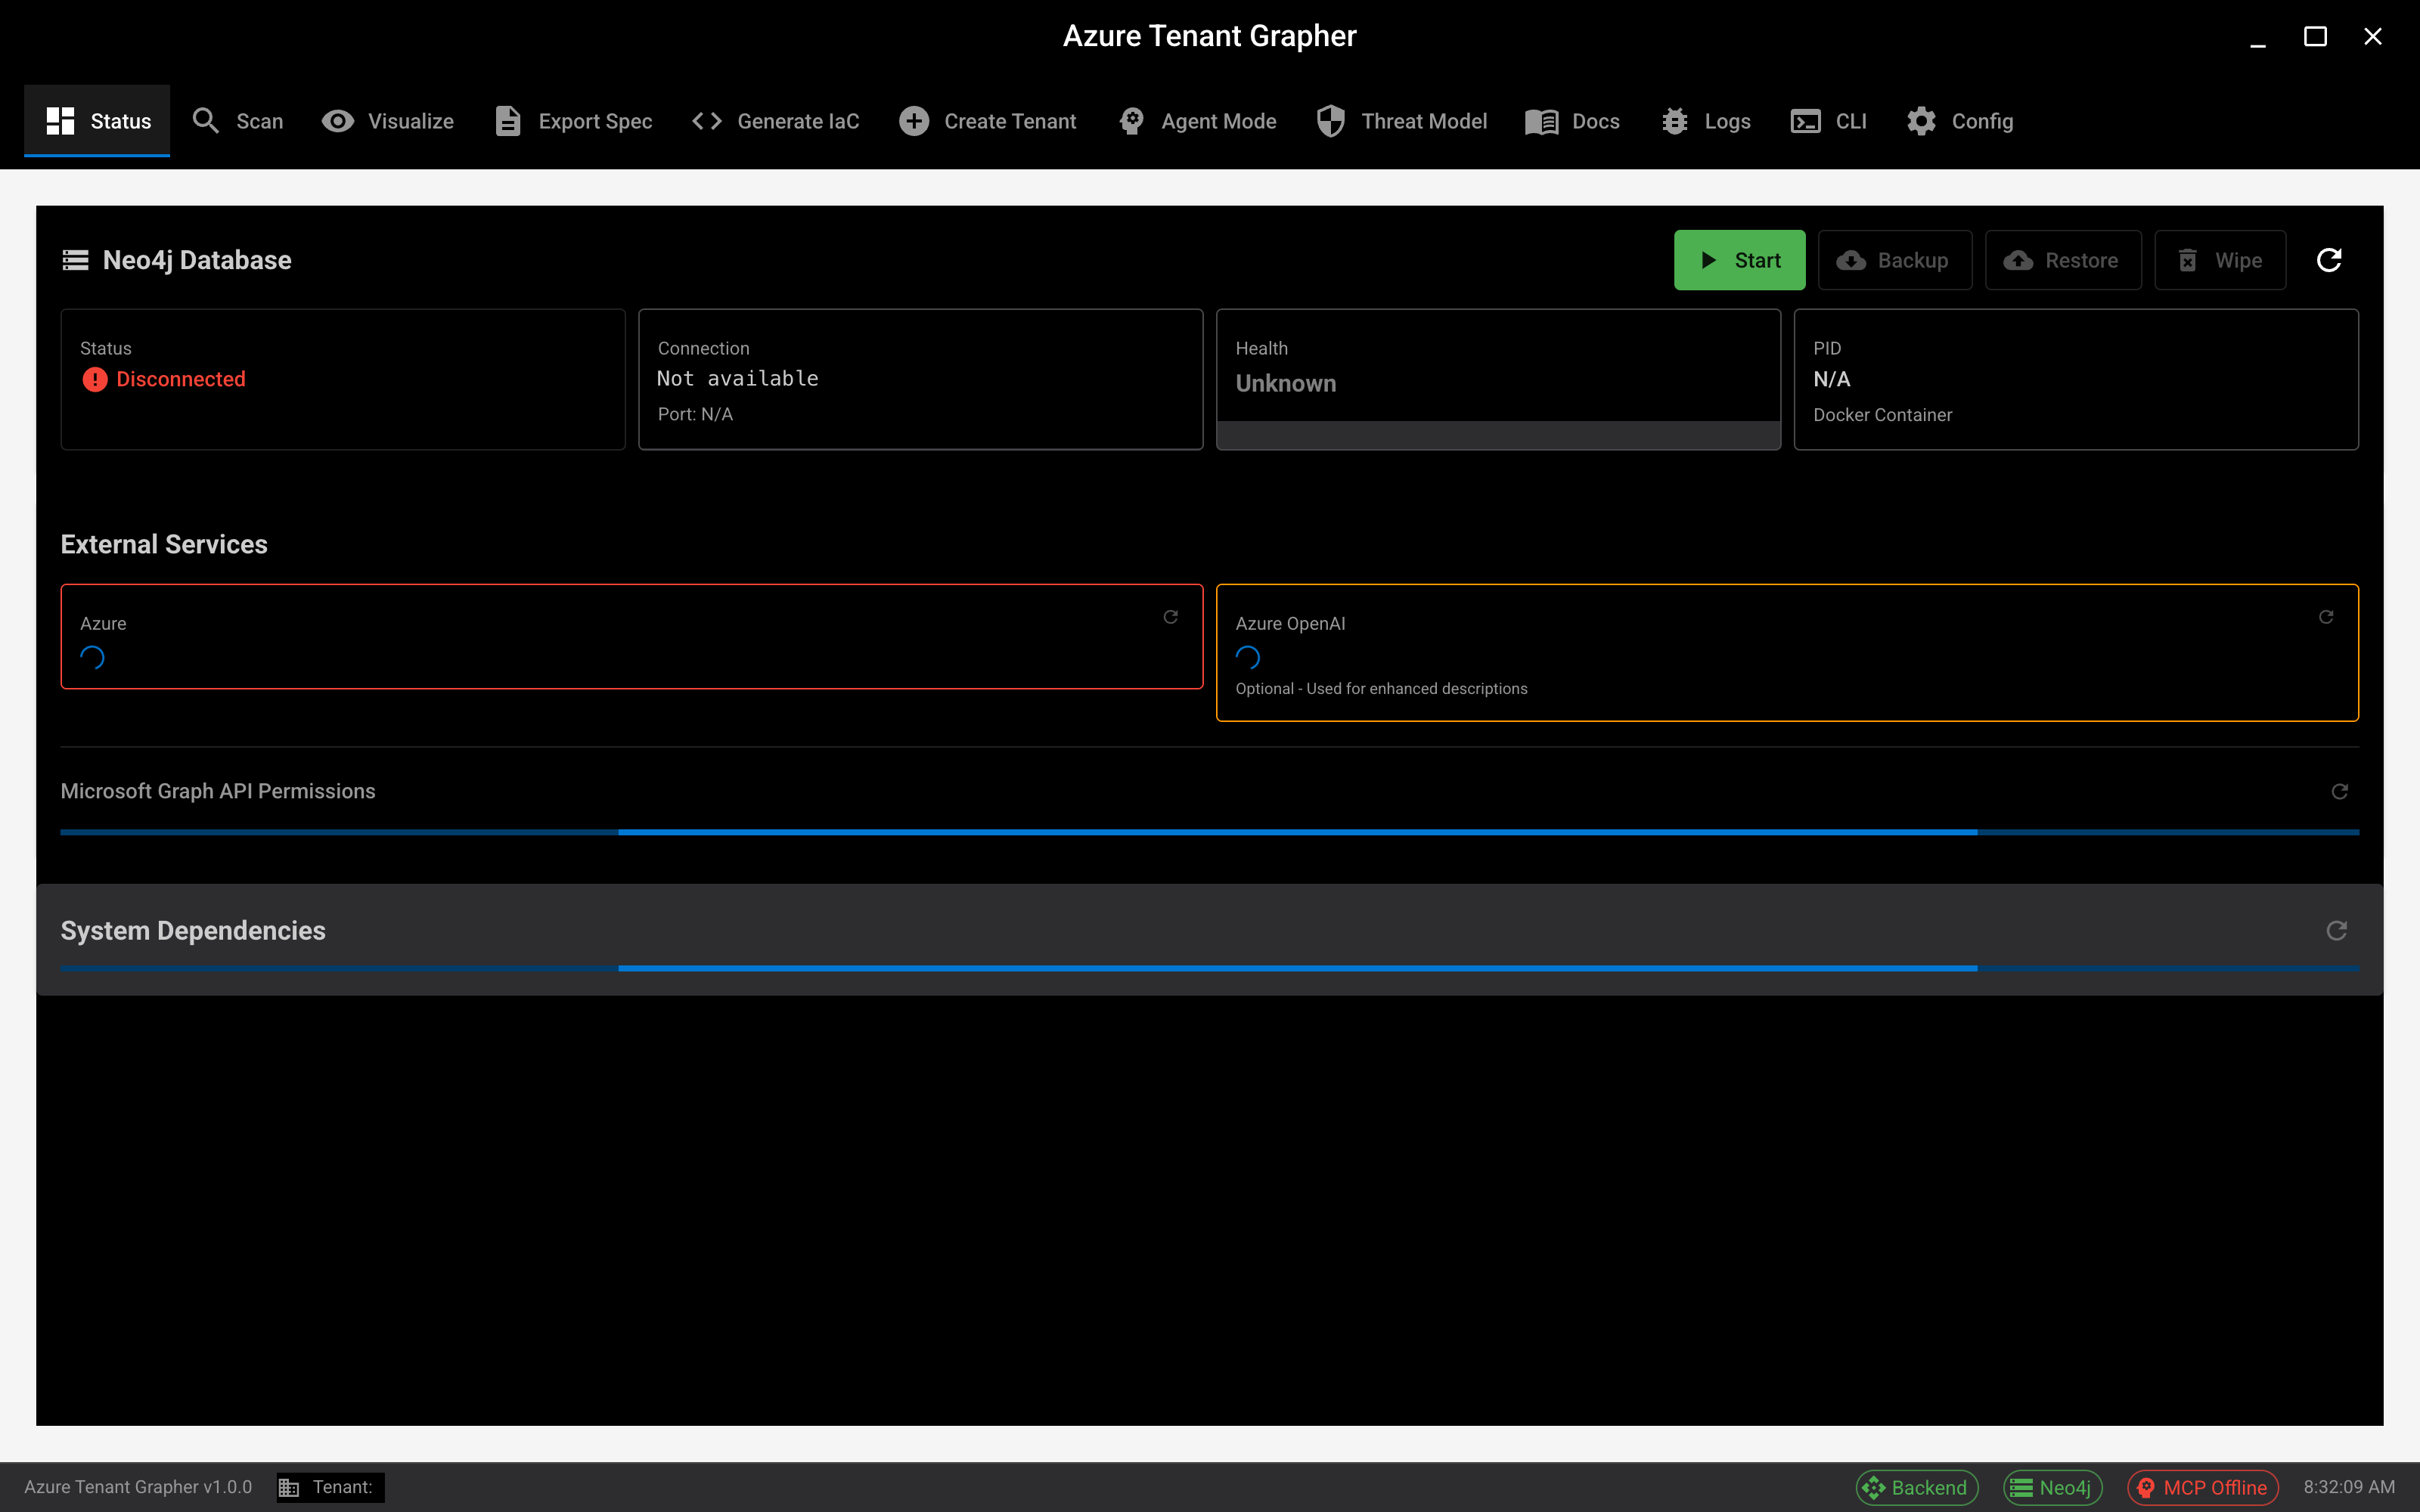 Azure Tenant Grapher
Status Scan Visualize Export Spec Generate IaC Create Tenant Agent Mode Threat Model Docs Logs CLI Config
Neo4j Database Start Backup Restore Wipe
Status
Disconnected
Connection
Not available
Port: N/A
Health
Unknown
PID
N/A
Docker Container
External Services
Azure
Azure OpenAI
Optional - Used for enhanced descriptions
Microsoft Graph API Permissions
System Dependencies
Azure Tenant Grapher v1.0.0 Tenant: Backend Neo4j MCP Offline 8:32:09 AM